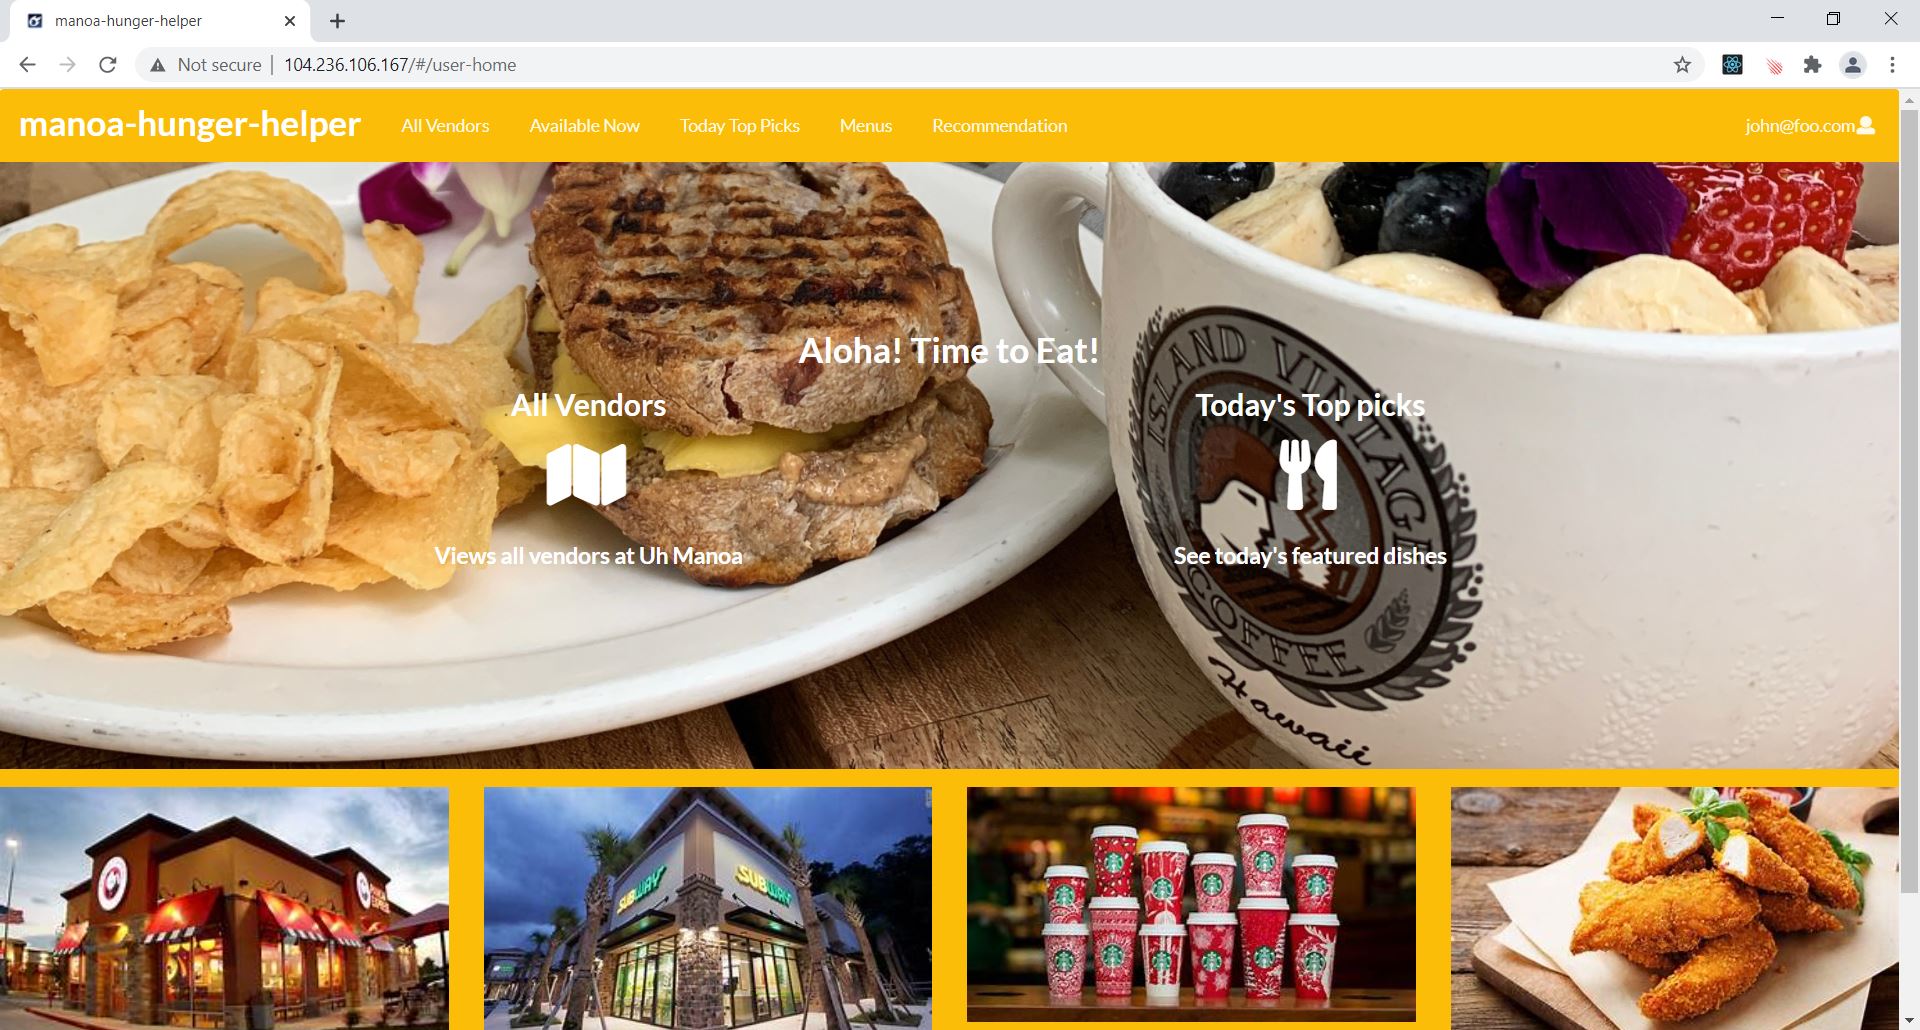 manoa-hunger-helper
Not secure
104.236.106.167/#/user-home
manoa-hunger-helper
All Vendors
Available Now
Today Top Picks
Menus
Recommendation
john@foo.com
Aloha! Time to Eat!
All Vendors
Views all vendors at Uh Manoa
Today's Top picks
See today's featured dishes
ISLAND VINTAGE
COFFEE
Hawaii
SUBWAY
SUBWAY